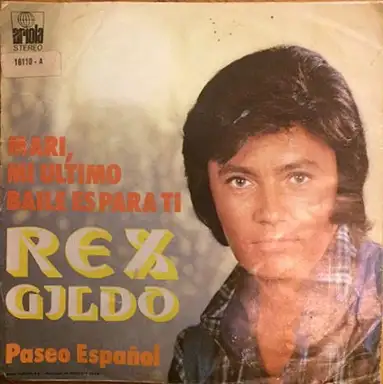 ariola
STEREO
16110 - A
MARI,
MI ULTIMO
BAILE ES PARA TI
REX
GILDO
Paseo Español